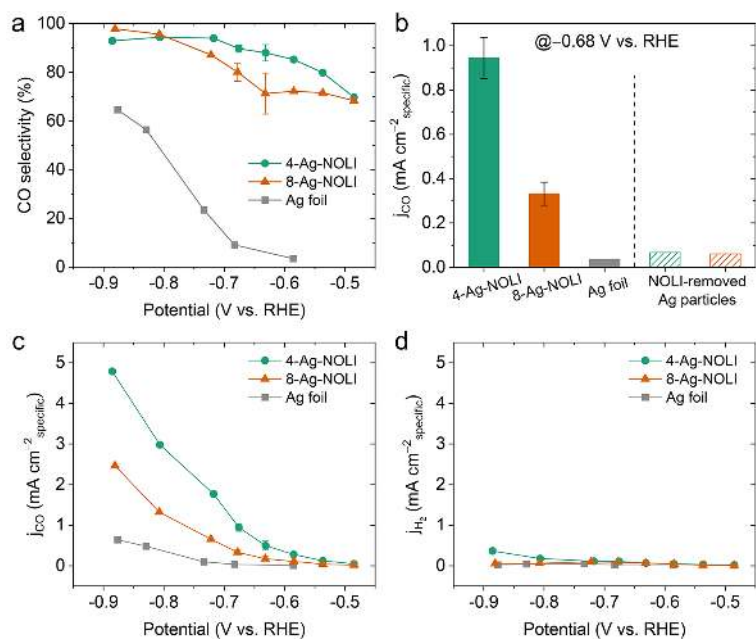 a
100
80
60
40
20
0
CO selectivity (%)
4-Ag-NOLI
8-Ag-NOLI
Ag foil
-0.9 -0.8 -0.7 -0.6 -0.5
Potential (V vs. RHE)
b
@−0.68 V vs. RHE
1.0
0.8
0.6
0.4
0.2
0.0
j_CO (mA cm⁻²_specific)
4-Ag-NOLI
8-Ag-NOLI
Ag foil
NOLI-removed
Ag particles
c
5
4
3
2
1
0
j_CO (mA cm⁻²_specific)
4-Ag-NOLI
8-Ag-NOLI
Ag foil
-0.9 -0.8 -0.7 -0.6 -0.5
Potential (V vs. RHE)
d
5
4
3
2
1
0
j_H₂ (mA cm⁻²_specific)
4-Ag-NOLI
8-Ag-NOLI
Ag foil
-0.9 -0.8 -0.7 -0.6 -0.5
Potential (V vs. RHE)